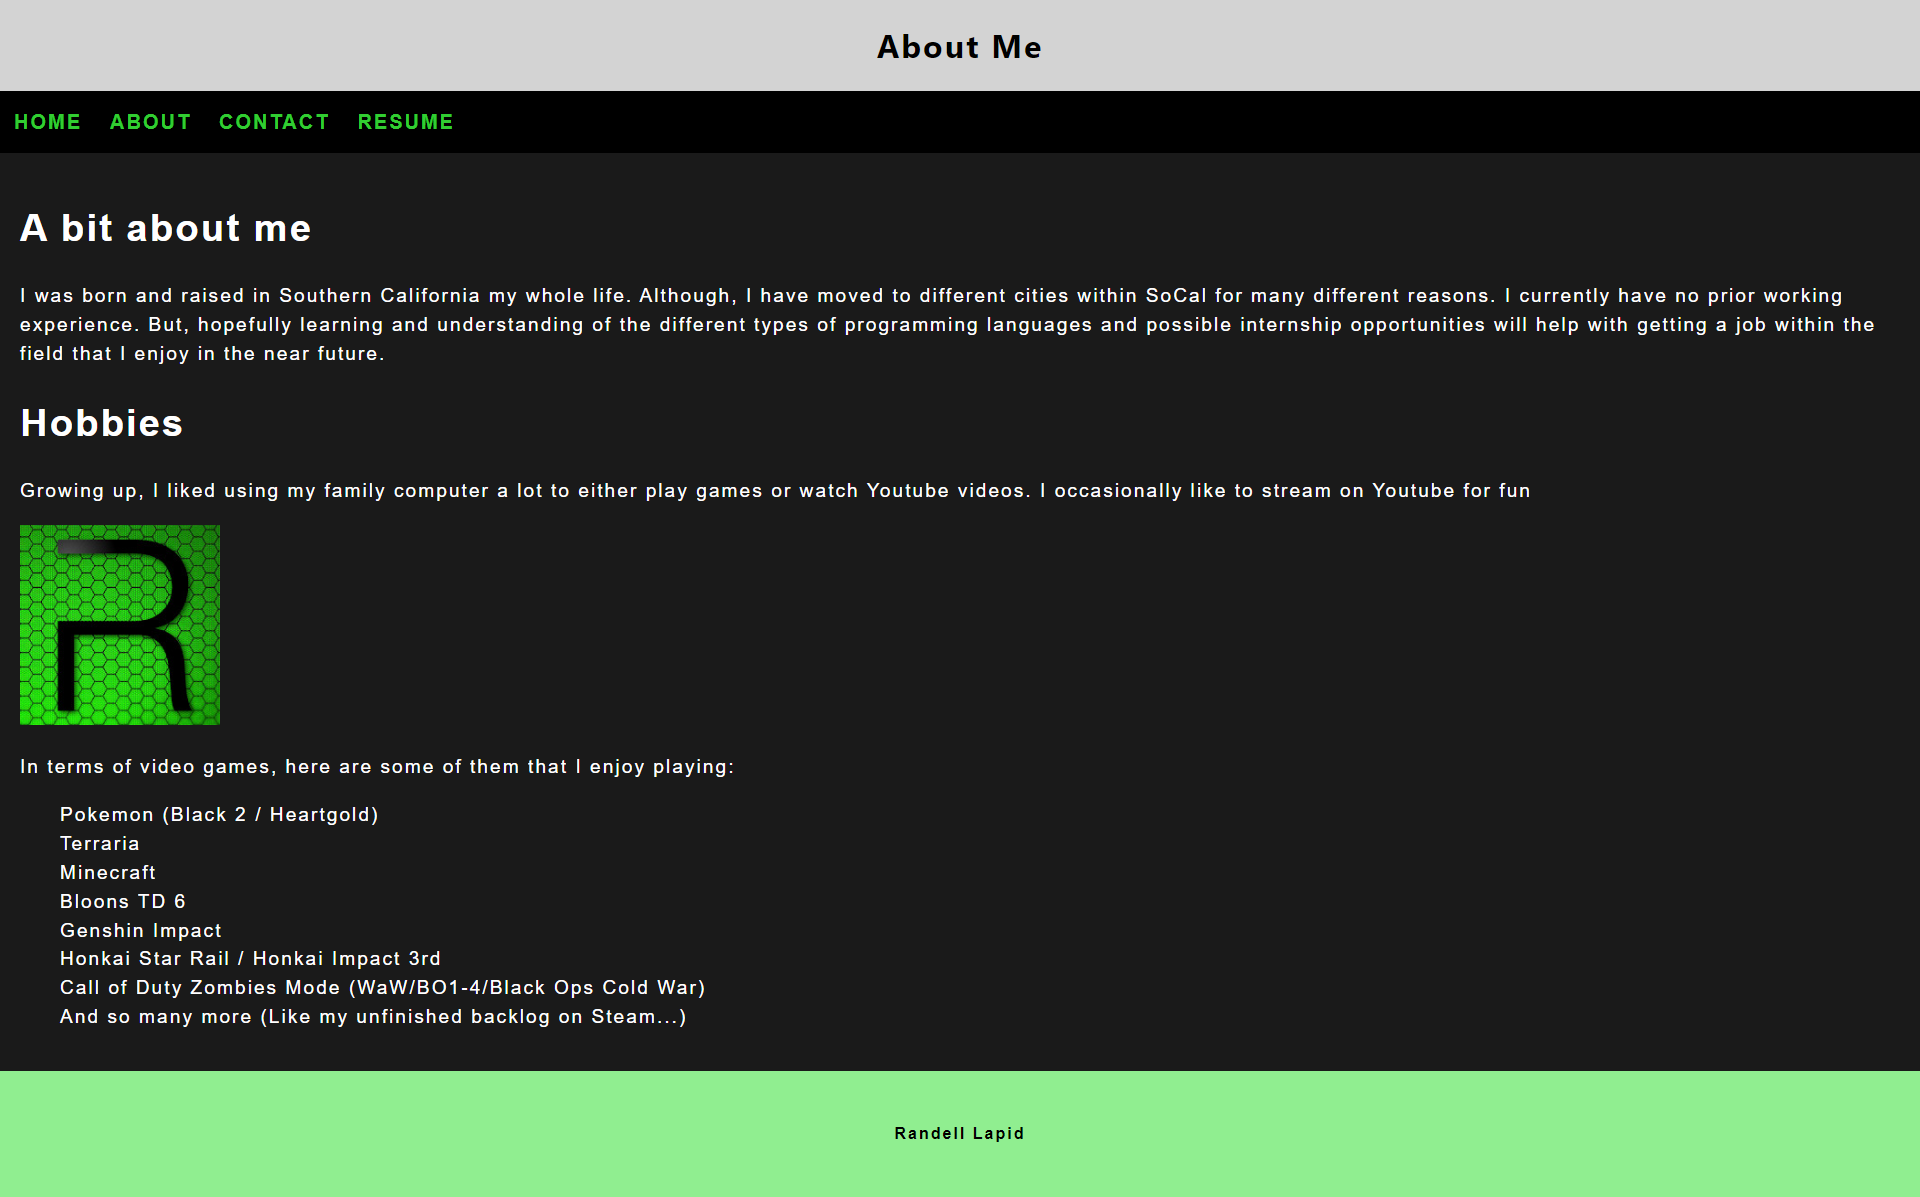 About Me
HOME ABOUT CONTACT RESUME
A bit about me
I was born and raised in Southern California my whole life. Although, I have moved to different cities within SoCal for many different reasons. I currently have no prior working
experience. But, hopefully learning and understanding of the different types of programming languages and possible internship opportunities will help with getting a job within the
field that I enjoy in the near future.
Hobbies
Growing up, I liked using my family computer a lot to either play games or watch Youtube videos. I occasionally like to stream on Youtube for fun
R
In terms of video games, here are some of them that I enjoy playing:
Pokemon (Black 2 / Heartgold)
Terraria
Minecraft
Bloons TD 6
Genshin Impact
Honkai Star Rail / Honkai Impact 3rd
Call of Duty Zombies Mode (WaW/BO1-4/Black Ops Cold War)
And so many more (Like my unfinished backlog on Steam...)
Randell Lapid